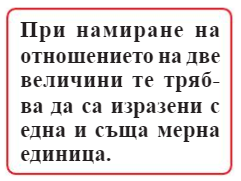 При намиране на
отношението на две
величини те тряб-
ва да са изразени с
една и съща мерна
единица.